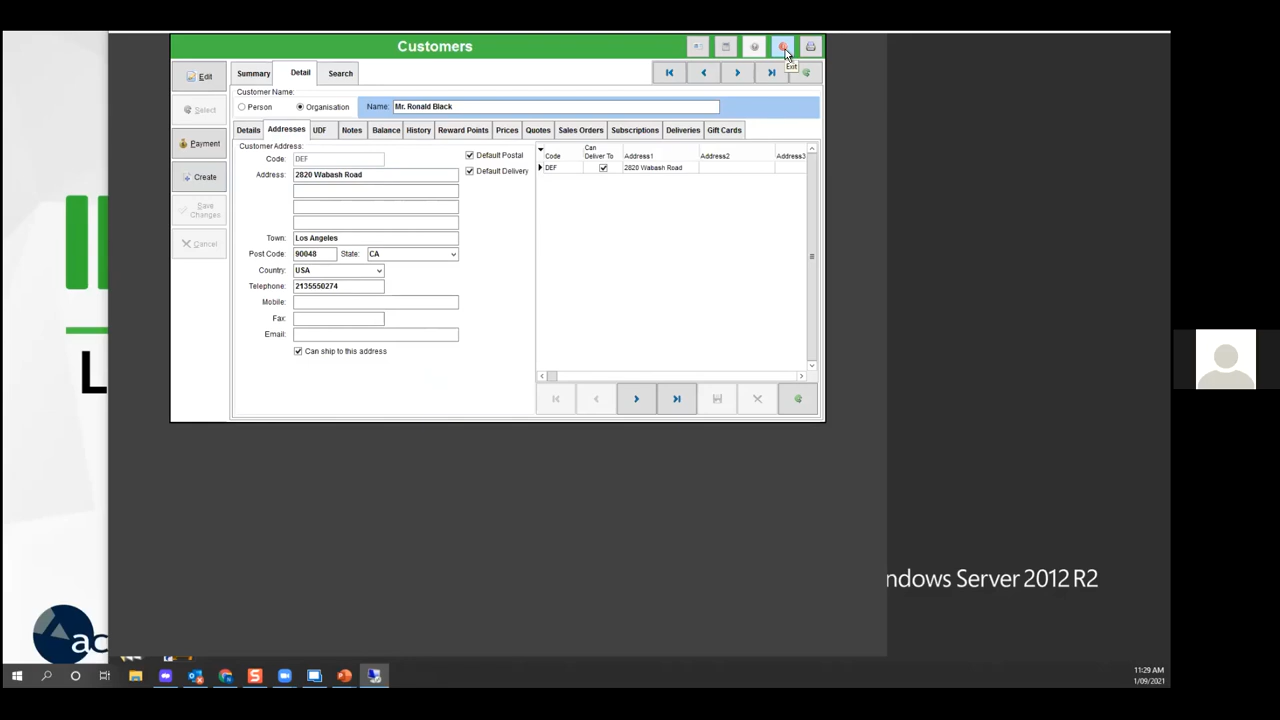 Customers
Exit
Edit
Select
Payment
Create
Save
Changes
Cancel
Summary
Detail
Search
Customer Name:
Person
Organisation
Name:
Mr. Ronald Black
Details
Addresses
UDF
Notes
Balance
History
Reward Points
Prices
Quotes
Sales Orders
Subscriptions
Deliveries
Gift Cards
Customer Address:
Code: DEF
Address: 2820 Wabash Road
Town: Los Angeles
Post Code: 90048 State: CA
Country: USA
Telephone: 2135550274
Mobile:
Fax:
Email:
Can ship to this address
Default Postal
Default Delivery
Code
Can
Deliver To
Address1
Address2
Address3
DEF
2820 Wabash Road
L
ac
ndows Server 2012 R2
11:29 AM
1/09/2021